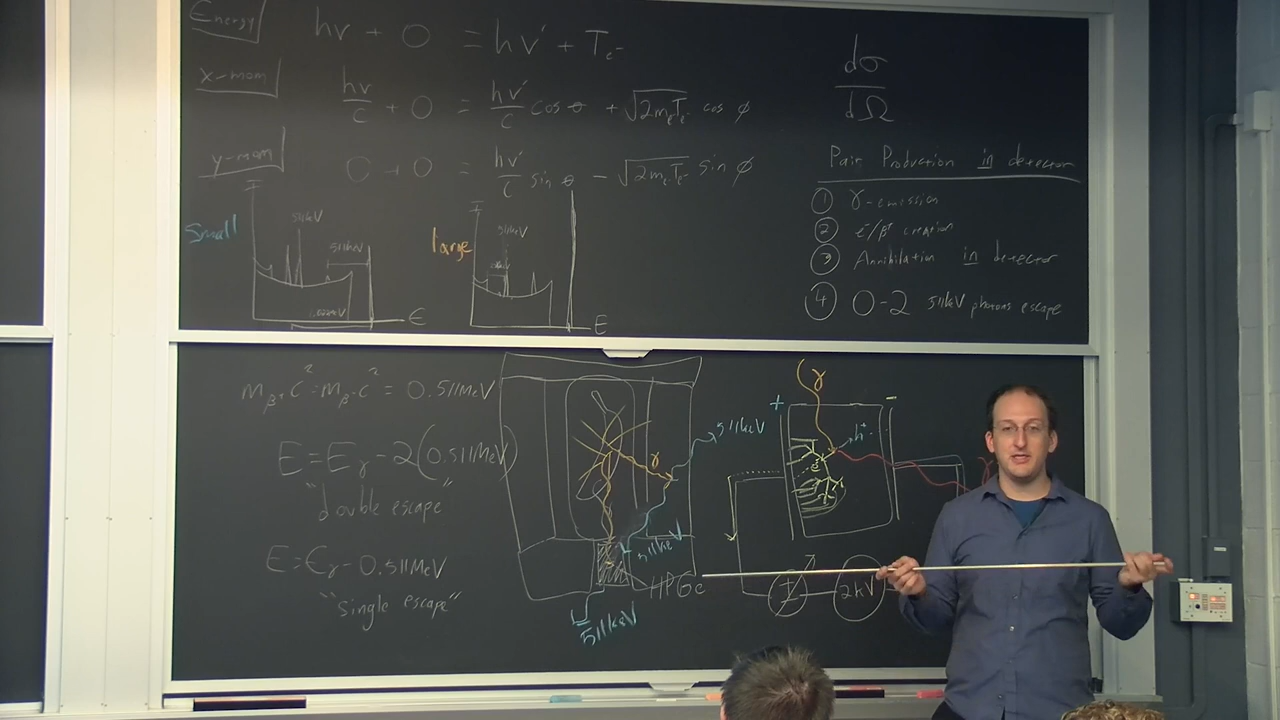 Energy hν + 0 = hν' + Te-
x-mom hν/c + 0 = hν'/c cos θ + √2meTe- cos φ
y-mom 0 + 0 = hν'/c sin θ - √2meTe- sin φ
dσ/dΩ
Pair Production in detector
① γ-emission
② e-/β+ creation
③ Annihilation in detector
④ 0-2 511keV photons escape
small
I
511keV
511keV
1.022MeV
E
large
I
511keV
E
mβ+c² = mβ-c² = 0.511MeV
E = Eγ - 2(0.511MeV)
"double escape"
E = Eγ - 0.511MeV
"single escape"
γ
511keV
511keV
HPGe
511keV
γ
+
-
h+
e-
I
2kV